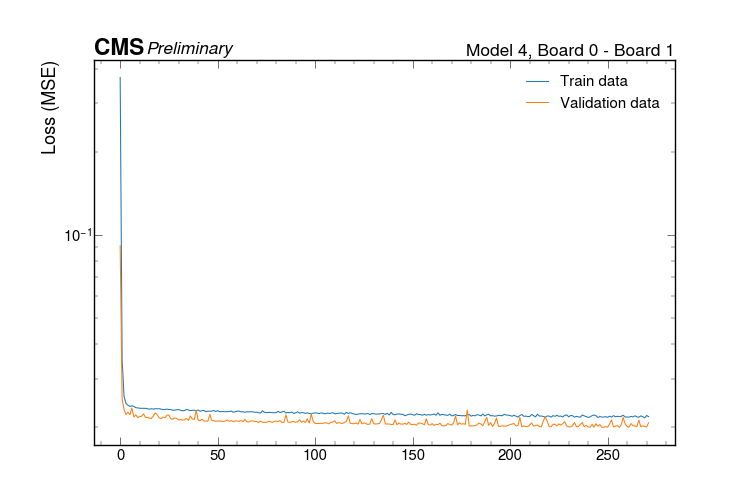 CMS Preliminary
Model 4, Board 0 - Board 1
Loss (MSE)
Train data
Validation data
10⁻¹
0 50 100 150 200 250